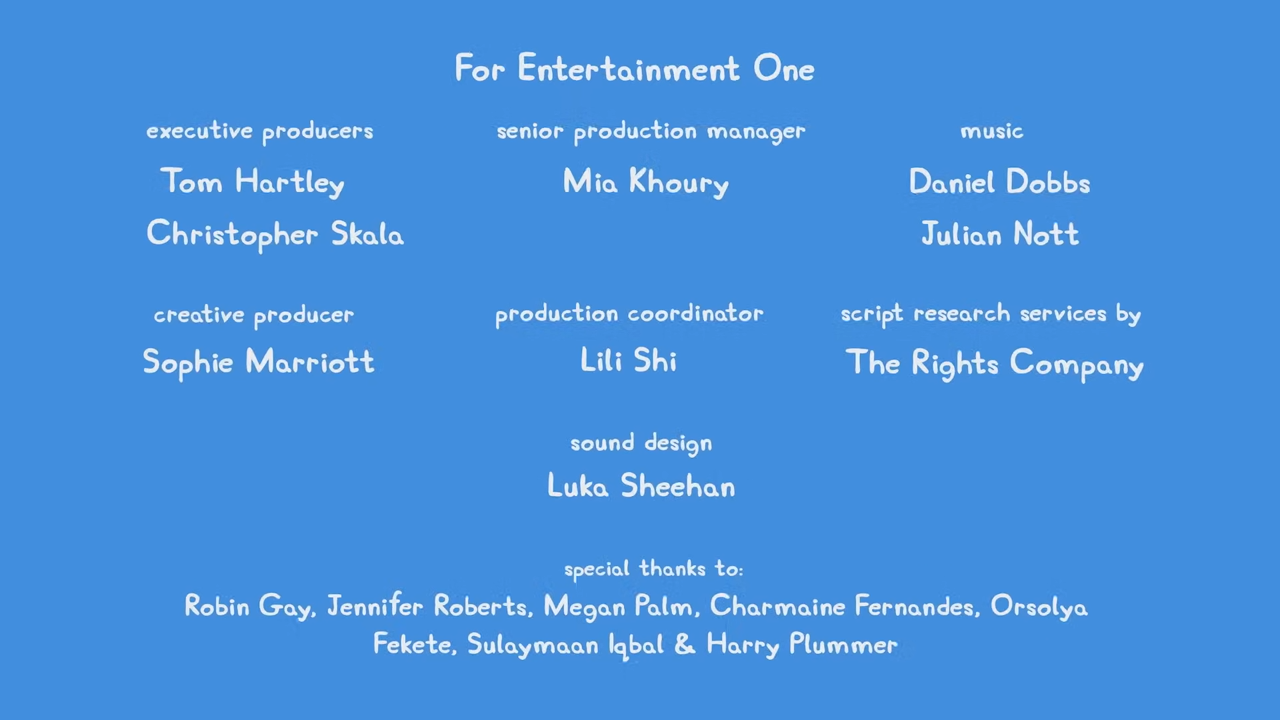 For Entertainment One
executive producers
Tom Hartley
Christopher Skala
senior production manager
Mia Khoury
music
Daniel Dobbs
Julian Nott
creative producer
Sophie Marriott
production coordinator
Lili Shi
script research services by
The Rights Company
sound design
Luka Sheehan
special thanks to:
Robin Gay, Jennifer Roberts, Megan Palm, Charmaine Fernandes, Orsolya
Fekete, Sulaymaan Iqbal & Harry Plummer